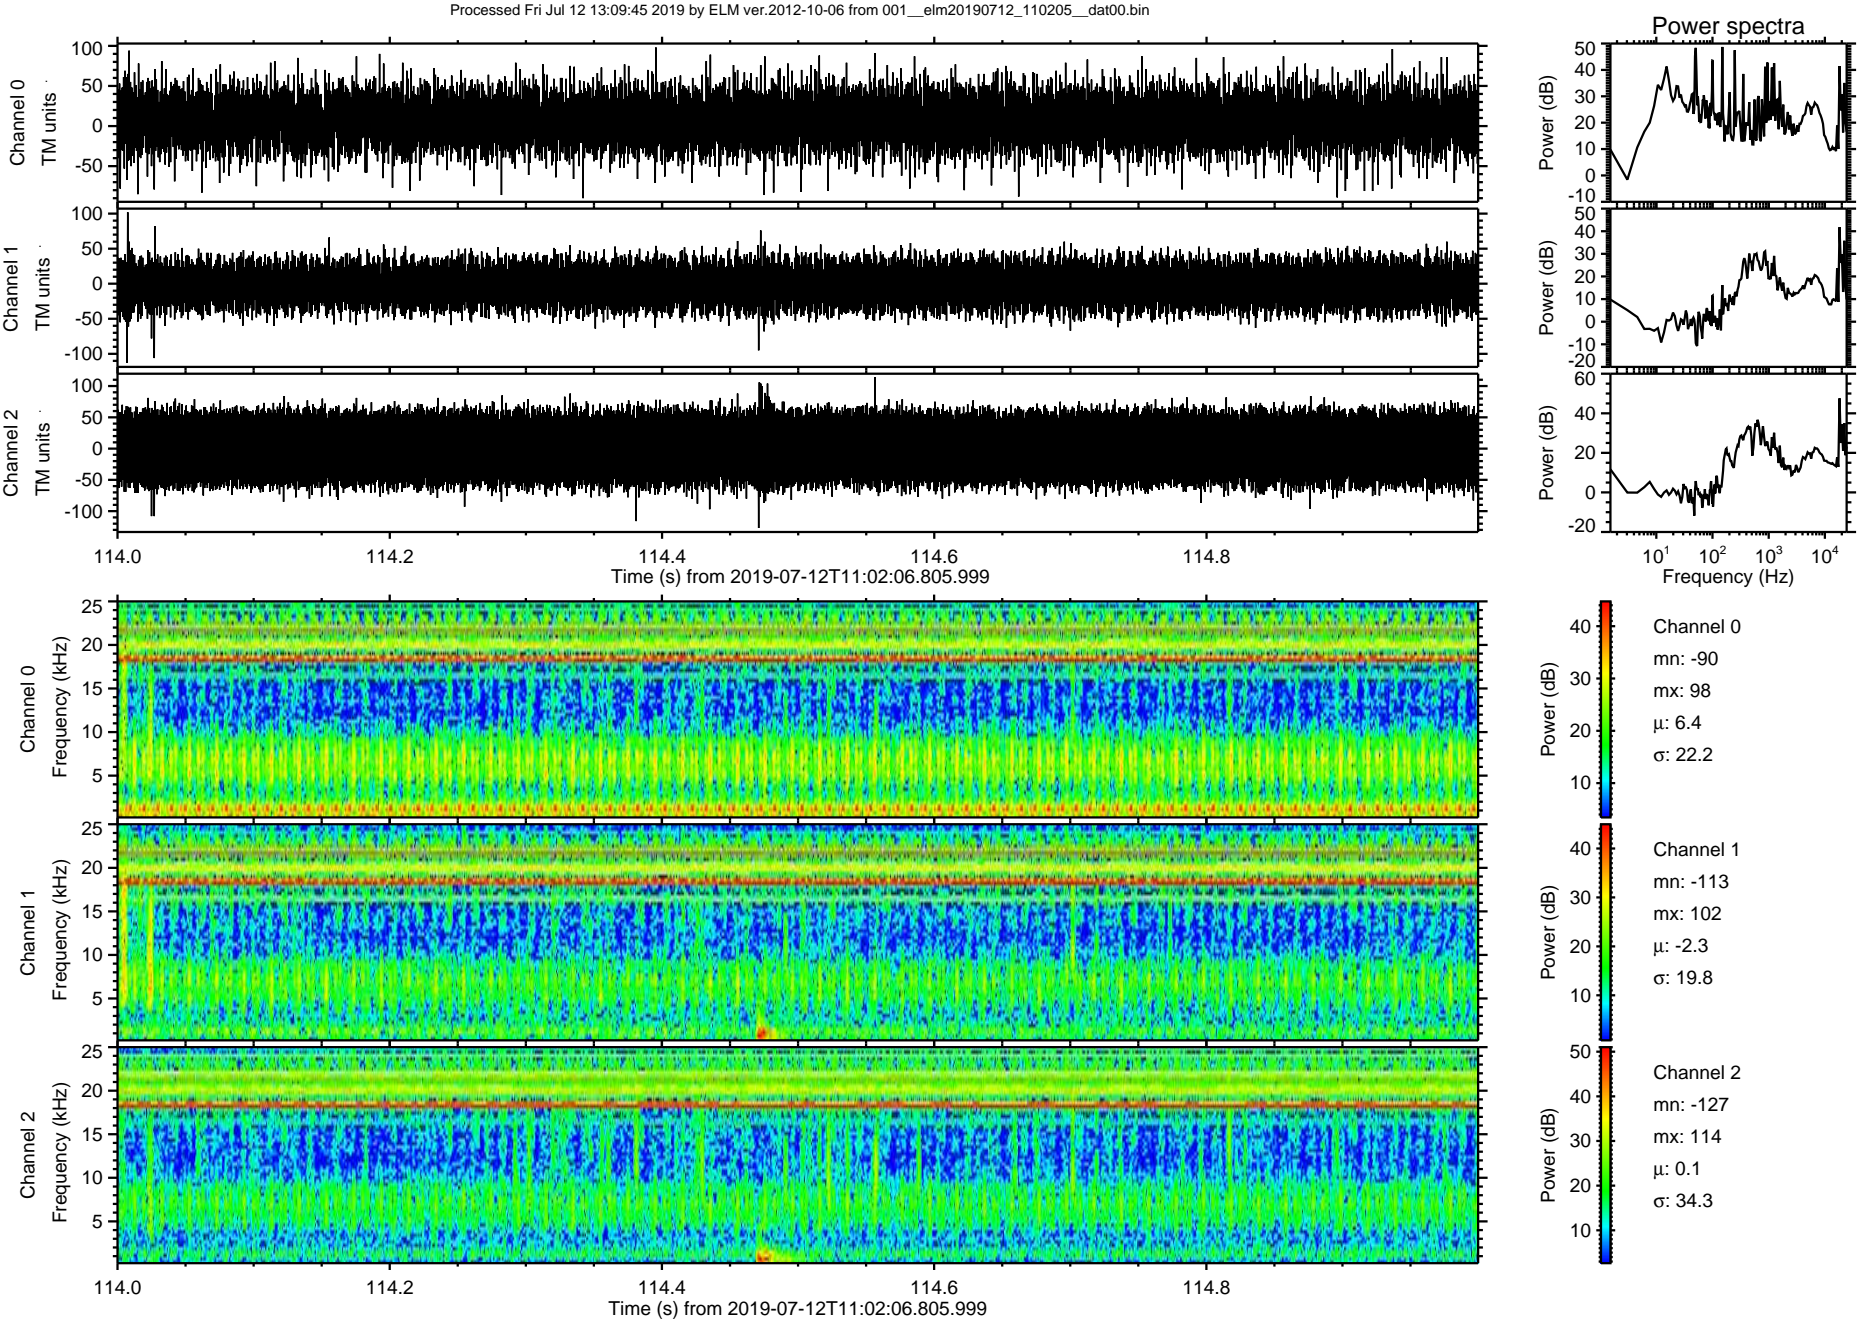 Processed Fri Jul 12 13:09:45 2019 by ELM ver.2012-10-06 from 001__elm20190712_110205__dat00.bin
Power spectra
Channel 0
TM units
100
50
0
-50
Power (dB)
50
40
30
20
10
0
-10
Channel 1
TM units
100
50
0
-50
-100
Power (dB)
50
40
30
20
10
0
-10
-20
Channel 2
TM units
100
50
0
-50
-100
Power (dB)
60
40
20
0
-20
114.0 114.2 114.4 114.6 114.8
Time (s) from 2019-07-12T11:02:06.805.999
10¹ 10² 10³ 10⁴
Frequency (Hz)
Channel 0
Frequency (kHz)
25
20
15
10
5
Power (dB)
40
30
20
10
Channel 0
mn: -90
mx: 98
μ: 6.4
σ: 22.2
Channel 1
Frequency (kHz)
25
20
15
10
5
Power (dB)
40
30
20
10
Channel 1
mn: -113
mx: 102
μ: -2.3
σ: 19.8
Channel 2
Frequency (kHz)
25
20
15
10
5
Power (dB)
50
40
30
20
10
Channel 2
mn: -127
mx: 114
μ: 0.1
σ: 34.3
114.0 114.2 114.4 114.6 114.8
Time (s) from 2019-07-12T11:02:06.805.999